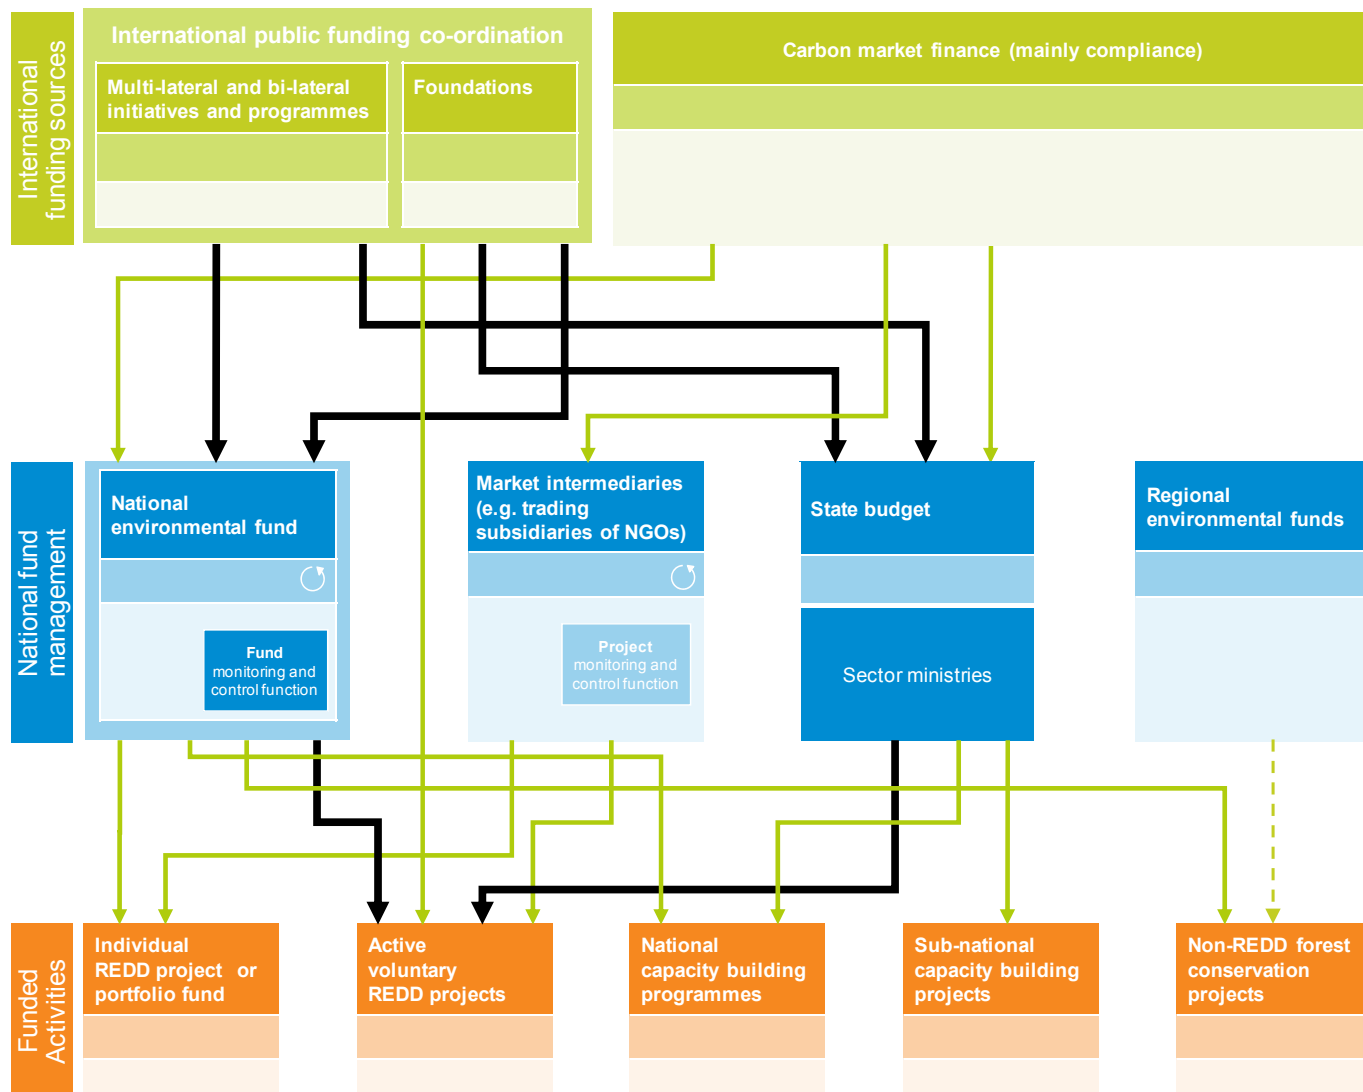 International
funding sources
International public funding co-ordination
Multi-lateral and bi-lateral
initiatives and programmes
Foundations
Carbon market finance (mainly compliance)
National fund
management
National
environmental fund
Fund
monitoring and
control function
Market intermediaries
(e.g. trading
subsidiaries of NGOs)
Project
monitoring and
control function
State budget
Sector ministries
Regional
environmental funds
Funded
Activities
Individual
REDD project or
portfolio fund
Active
voluntary
REDD projects
National
capacity building
programmes
Sub-national
capacity building
projects
Non-REDD forest
conservation
projects